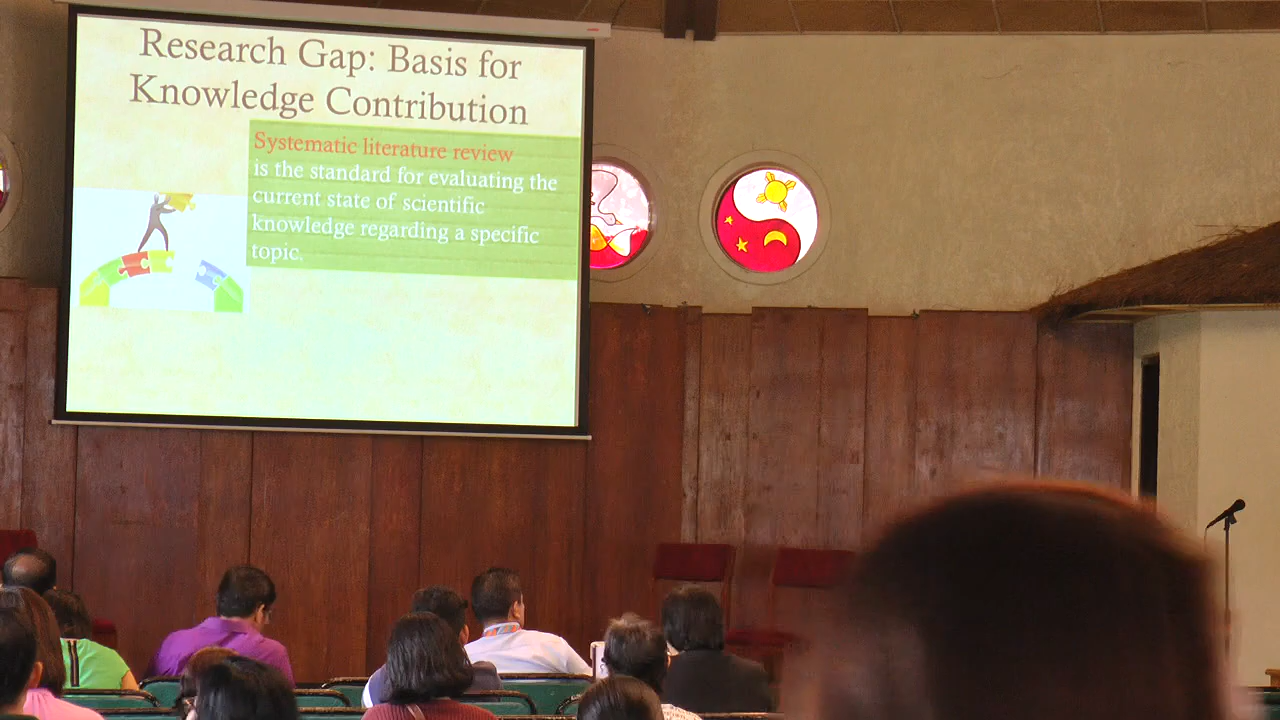 Research Gap: Basis for
Knowledge Contribution
Systematic literature review
is the standard for evaluating the
current state of scientific
knowledge regarding a specific
topic.